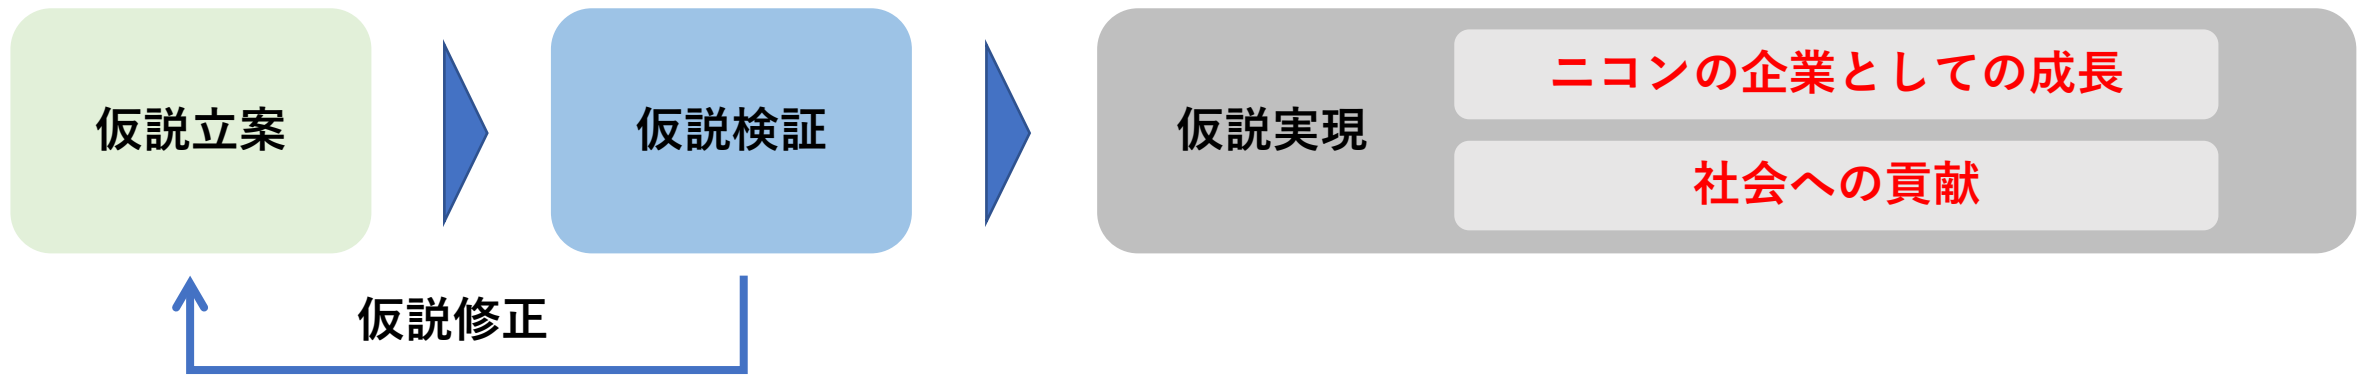 仮説立案
仮説検証
仮説実現
ニコンの企業としての成長
社会への貢献
仮説修正